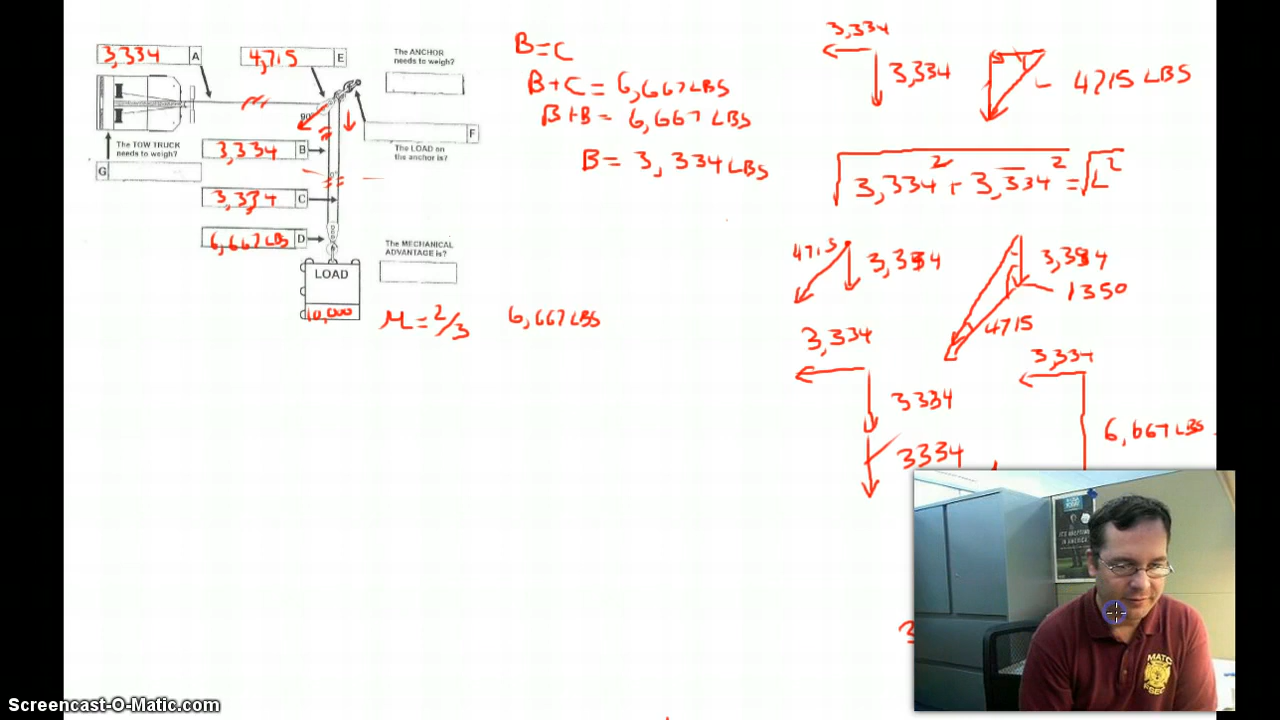 3,334 A
4,715 E
The ANCHOR
needs to weigh?
90°
F
The LOAD on
the anchor is?
The TOW TRUCK
needs to weigh?
G
3,334 B
3,334 C
6,667 LBS D
The MECHANICAL
ADVANTAGE is?
LOAD
10,000
M = 2/3 6,667 LBS
B=C
B+C = 6,667 LBS
B+B = 6,667 LBS
B= 3,334 LBS
3,334
3,334
4715 LBS
√3,334² + 3,334² = √L²
4715
3,334
3,334
1350
4715
3,334
3334
3334
3,334
6,667 LBS
MATC
Screencast-O-Matic.com